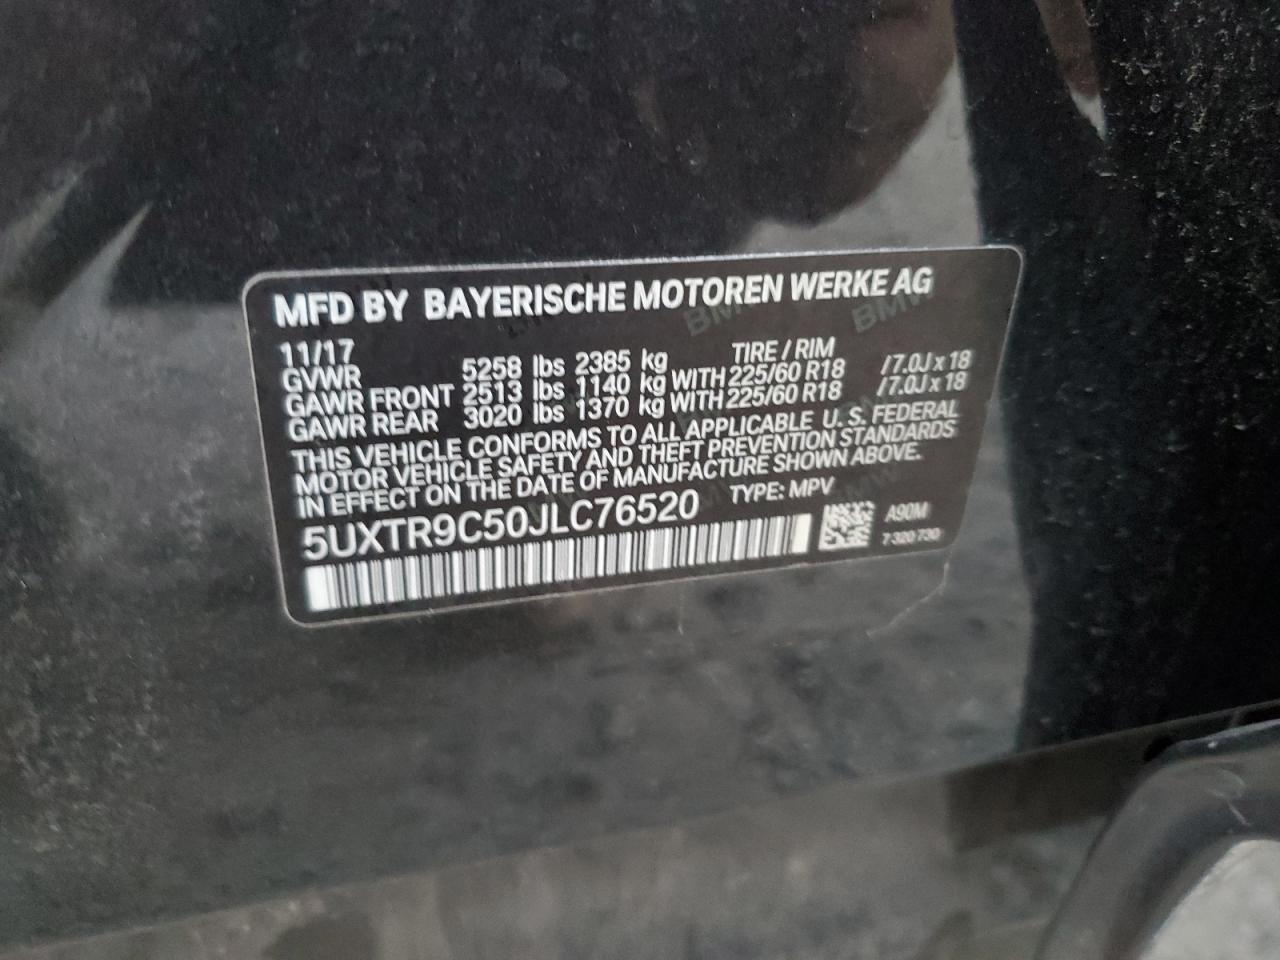 MFD BY BAYERISCHE MOTOREN WERKE AG
11/17 TIRE / RIM
GVWR 5258 lbs 2385 kg
GAWR FRONT 2513 lbs 1140 kg WITH 225/60 R18 /7.0J x 18
GAWR REAR 3020 lbs 1370 kg WITH 225/60 R18 /7.0J x 18
THIS VEHICLE CONFORMS TO ALL APPLICABLE U. S. FEDERAL
MOTOR VEHICLE SAFETY AND THEFT PREVENTION STANDARDS
IN EFFECT ON THE DATE OF MANUFACTURE SHOWN ABOVE.
5UXTR9C50JLC76520 TYPE: MPV
A90M
7 320 730